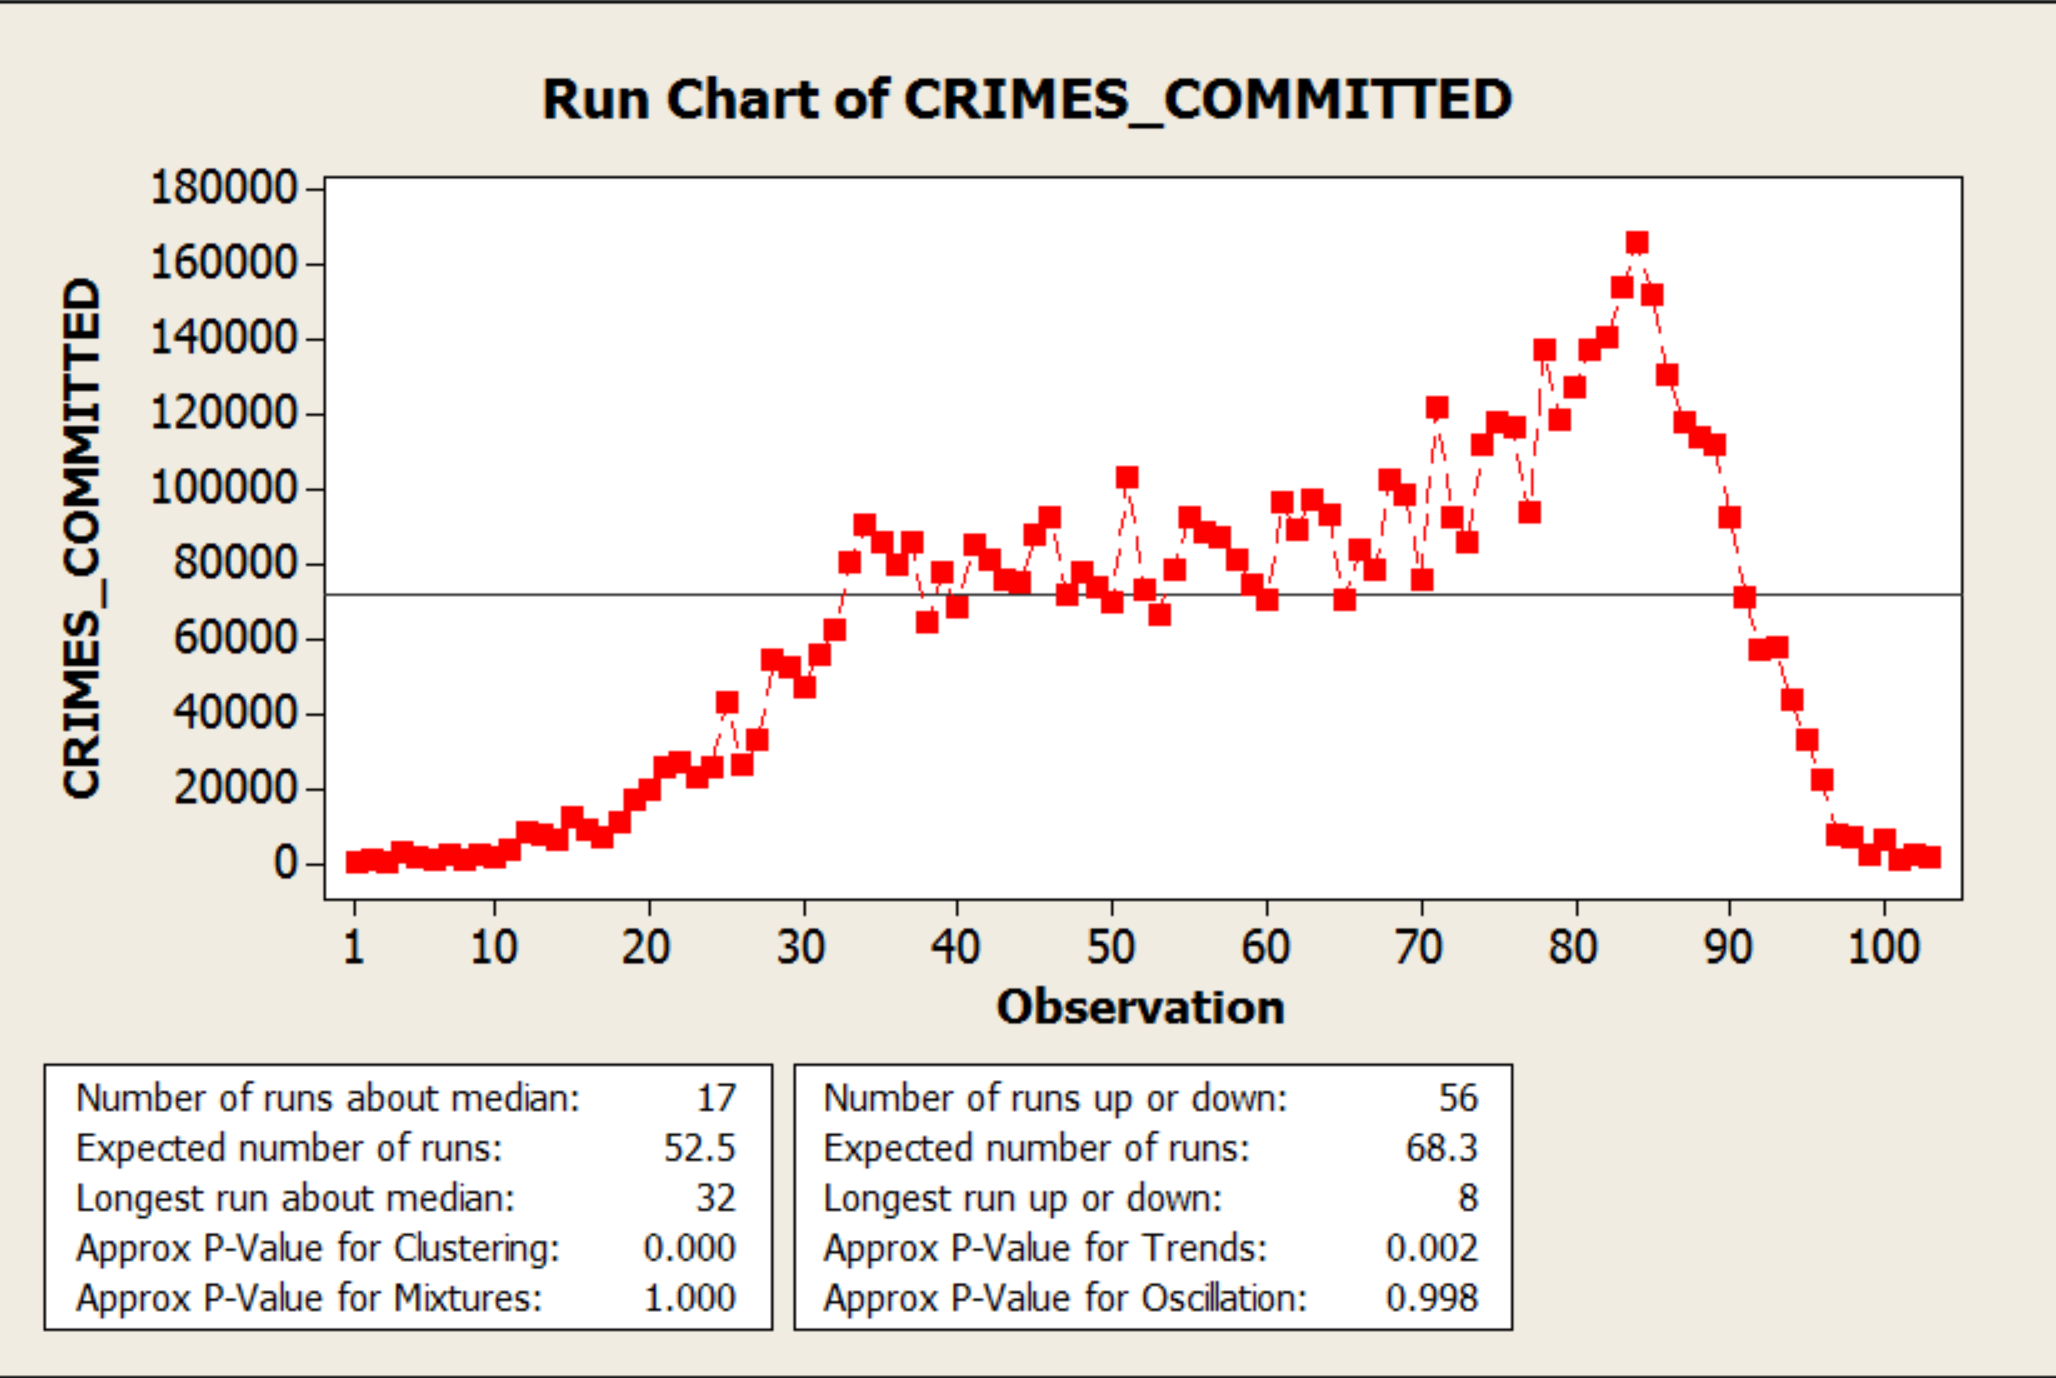 Run Chart of CRIMES_COMMITTED
180000
160000
140000
120000
100000
80000
60000
40000
20000
0
CRIMES_COMMITTED
1 10 20 30 40 50 60 70 80 90 100
Observation
Number of runs about median: 17
Expected number of runs: 52.5
Longest run about median: 32
Approx P-Value for Clustering: 0.000
Approx P-Value for Mixtures: 1.000
Number of runs up or down: 56
Expected number of runs: 68.3
Longest run up or down: 8
Approx P-Value for Trends: 0.002
Approx P-Value for Oscillation: 0.998